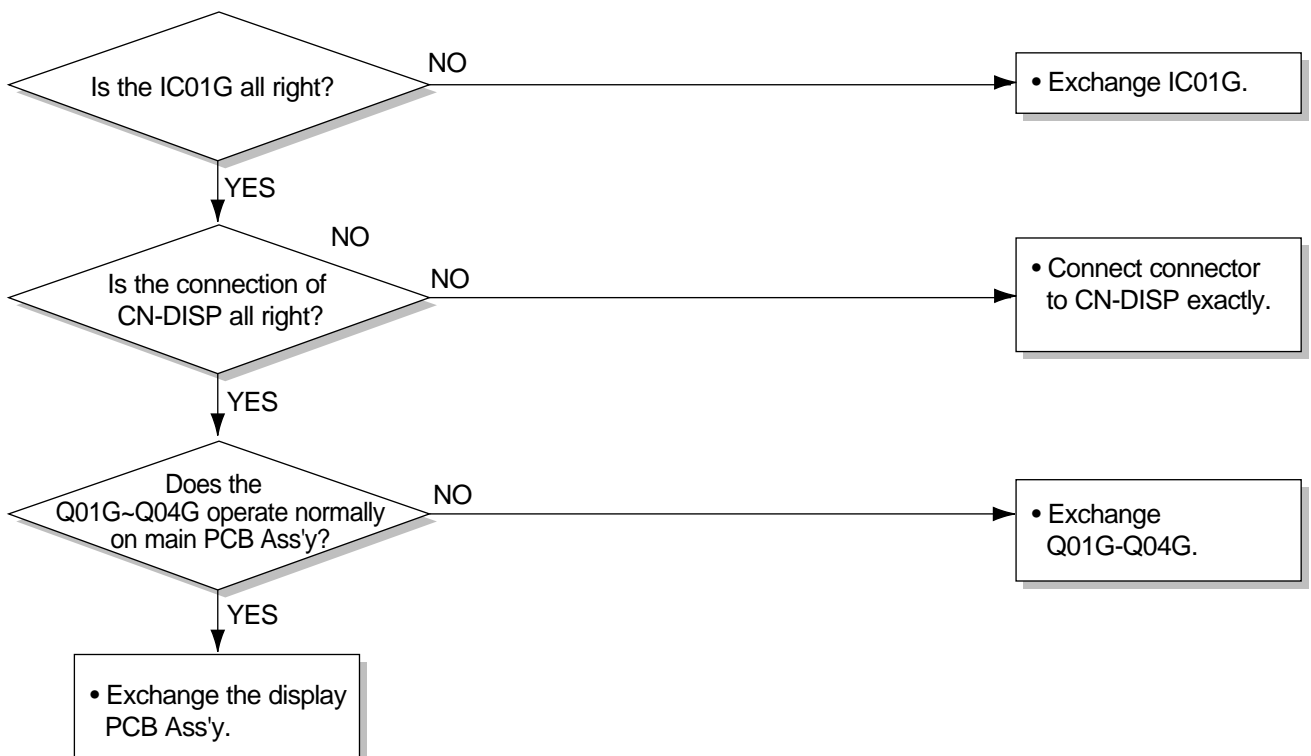 Is the IC01G all right?
NO
• Exchange IC01G.
YES
NO
Is the connection of
CN-DISP all right?
NO
• Connect connector
to CN-DISP exactly.
YES
Does the
Q01G~Q04G operate normally
on main PCB Ass'y?
NO
• Exchange
Q01G-Q04G.
YES
• Exchange the display
PCB Ass'y.